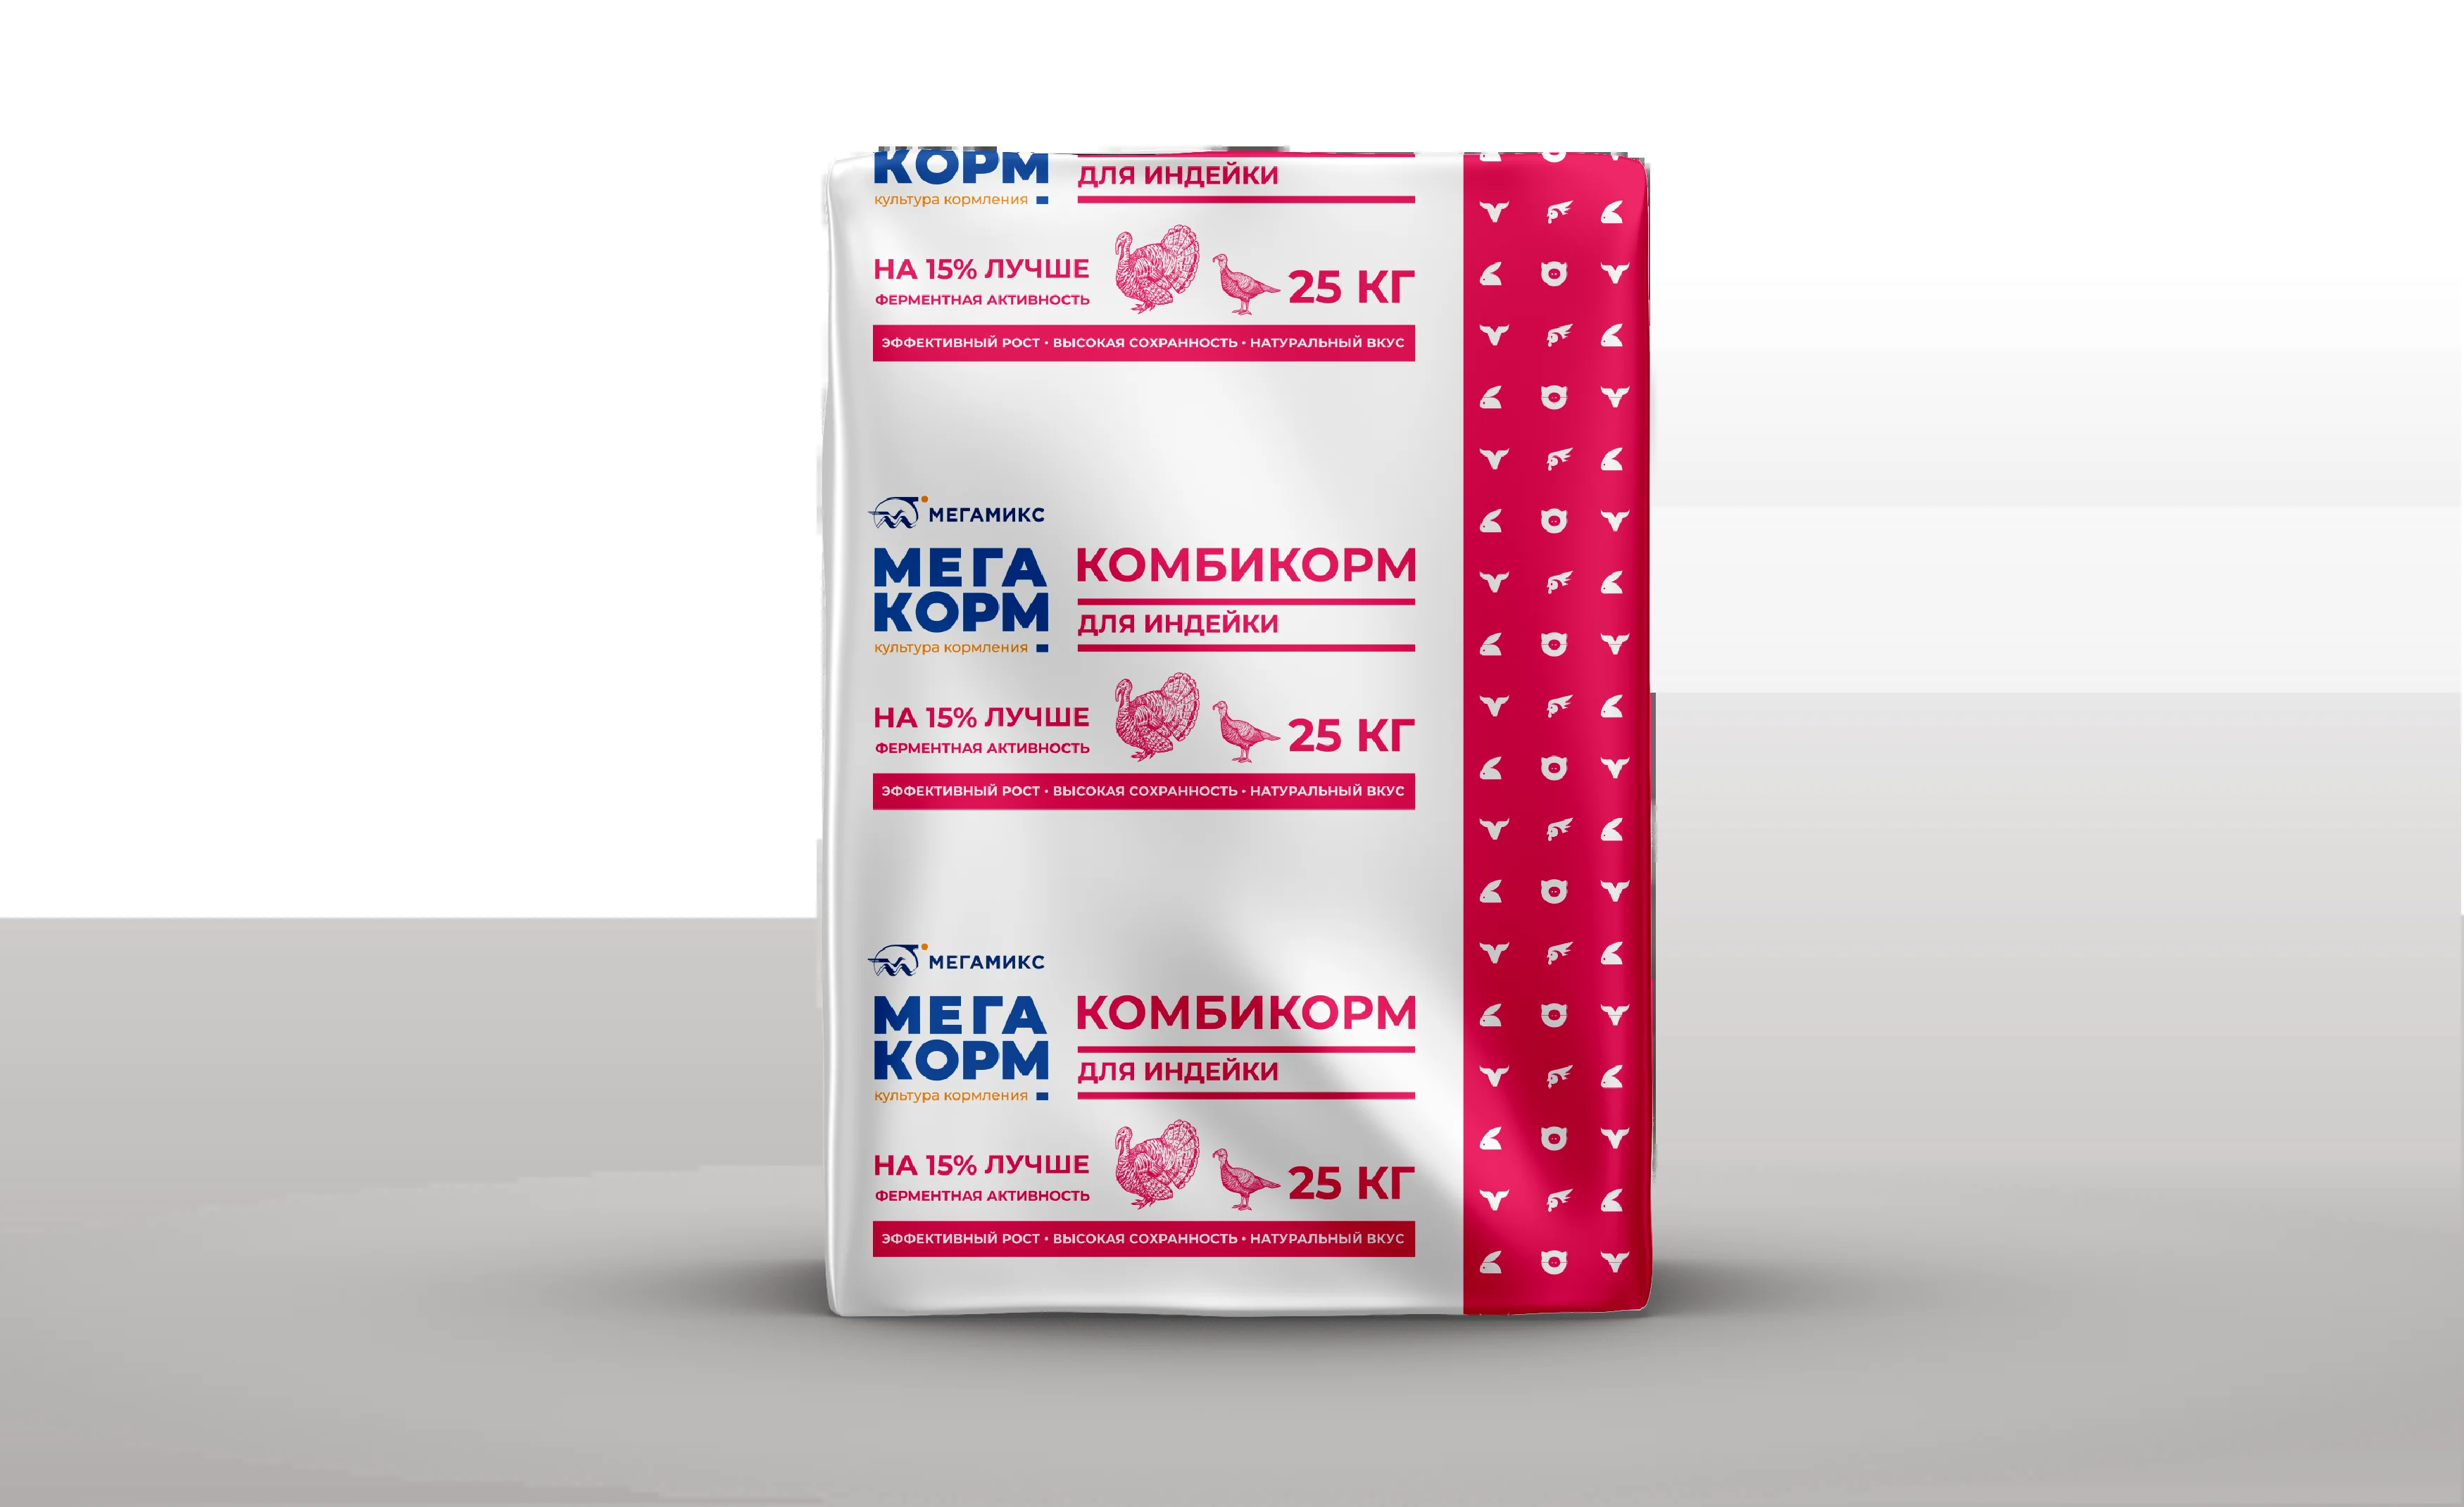 КОРМ
ДЛЯ ИНДЕЙКИ
культура кормления
НА 15% ЛУЧШЕ
ФЕРМЕНТНАЯ АКТИВНОСТЬ
25 КГ
ЭФФЕКТИВНЫЙ РОСТ • ВЫСОКАЯ СОХРАННОСТЬ • НАТУРАЛЬНЫЙ ВКУС
МЕГАМИКС
МЕГА
КОРМ
культура кормления
КОМБИКОРМ
ДЛЯ ИНДЕЙКИ
НА 15% ЛУЧШЕ
ФЕРМЕНТНАЯ АКТИВНОСТЬ
25 КГ
ЭФФЕКТИВНЫЙ РОСТ • ВЫСОКАЯ СОХРАННОСТЬ • НАТУРАЛЬНЫЙ ВКУС
МЕГАМИКС
МЕГА
КОРМ
культура кормления
КОМБИКОРМ
ДЛЯ ИНДЕЙКИ
НА 15% ЛУЧШЕ
ФЕРМЕНТНАЯ АКТИВНОСТЬ
25 КГ
ЭФФЕКТИВНЫЙ РОСТ • ВЫСОКАЯ СОХРАННОСТЬ • НАТУРАЛЬНЫЙ ВКУС